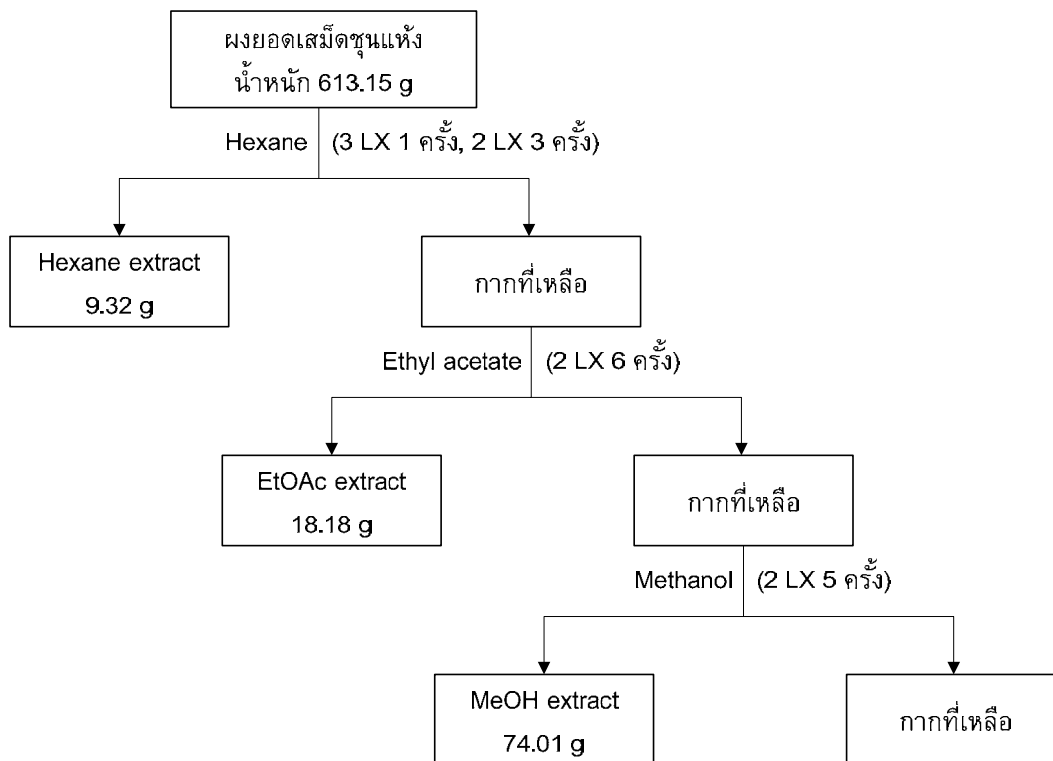 ผงยอดเสม็ดชุนแห้ง
น้ำหนัก 613.15 g
Hexane (3 LX 1 ครั้ง, 2 LX 3 ครั้ง)
Hexane extract
9.32 g
กากที่เหลือ
Ethyl acetate (2 LX 6 ครั้ง)
EtOAc extract
18.18 g
กากที่เหลือ
Methanol (2 LX 5 ครั้ง)
MeOH extract
74.01 g
กากที่เหลือ